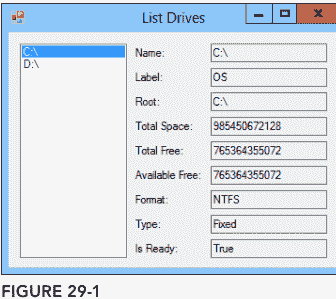 List Drives
C:\
D:\
Name: C:\
Label: OS
Root: C:\
Total Space: 985450672128
Total Free: 765364355072
Available Free: 765364355072
Format: NTFS
Type: Fixed
Is Ready: True
FIGURE 29-1